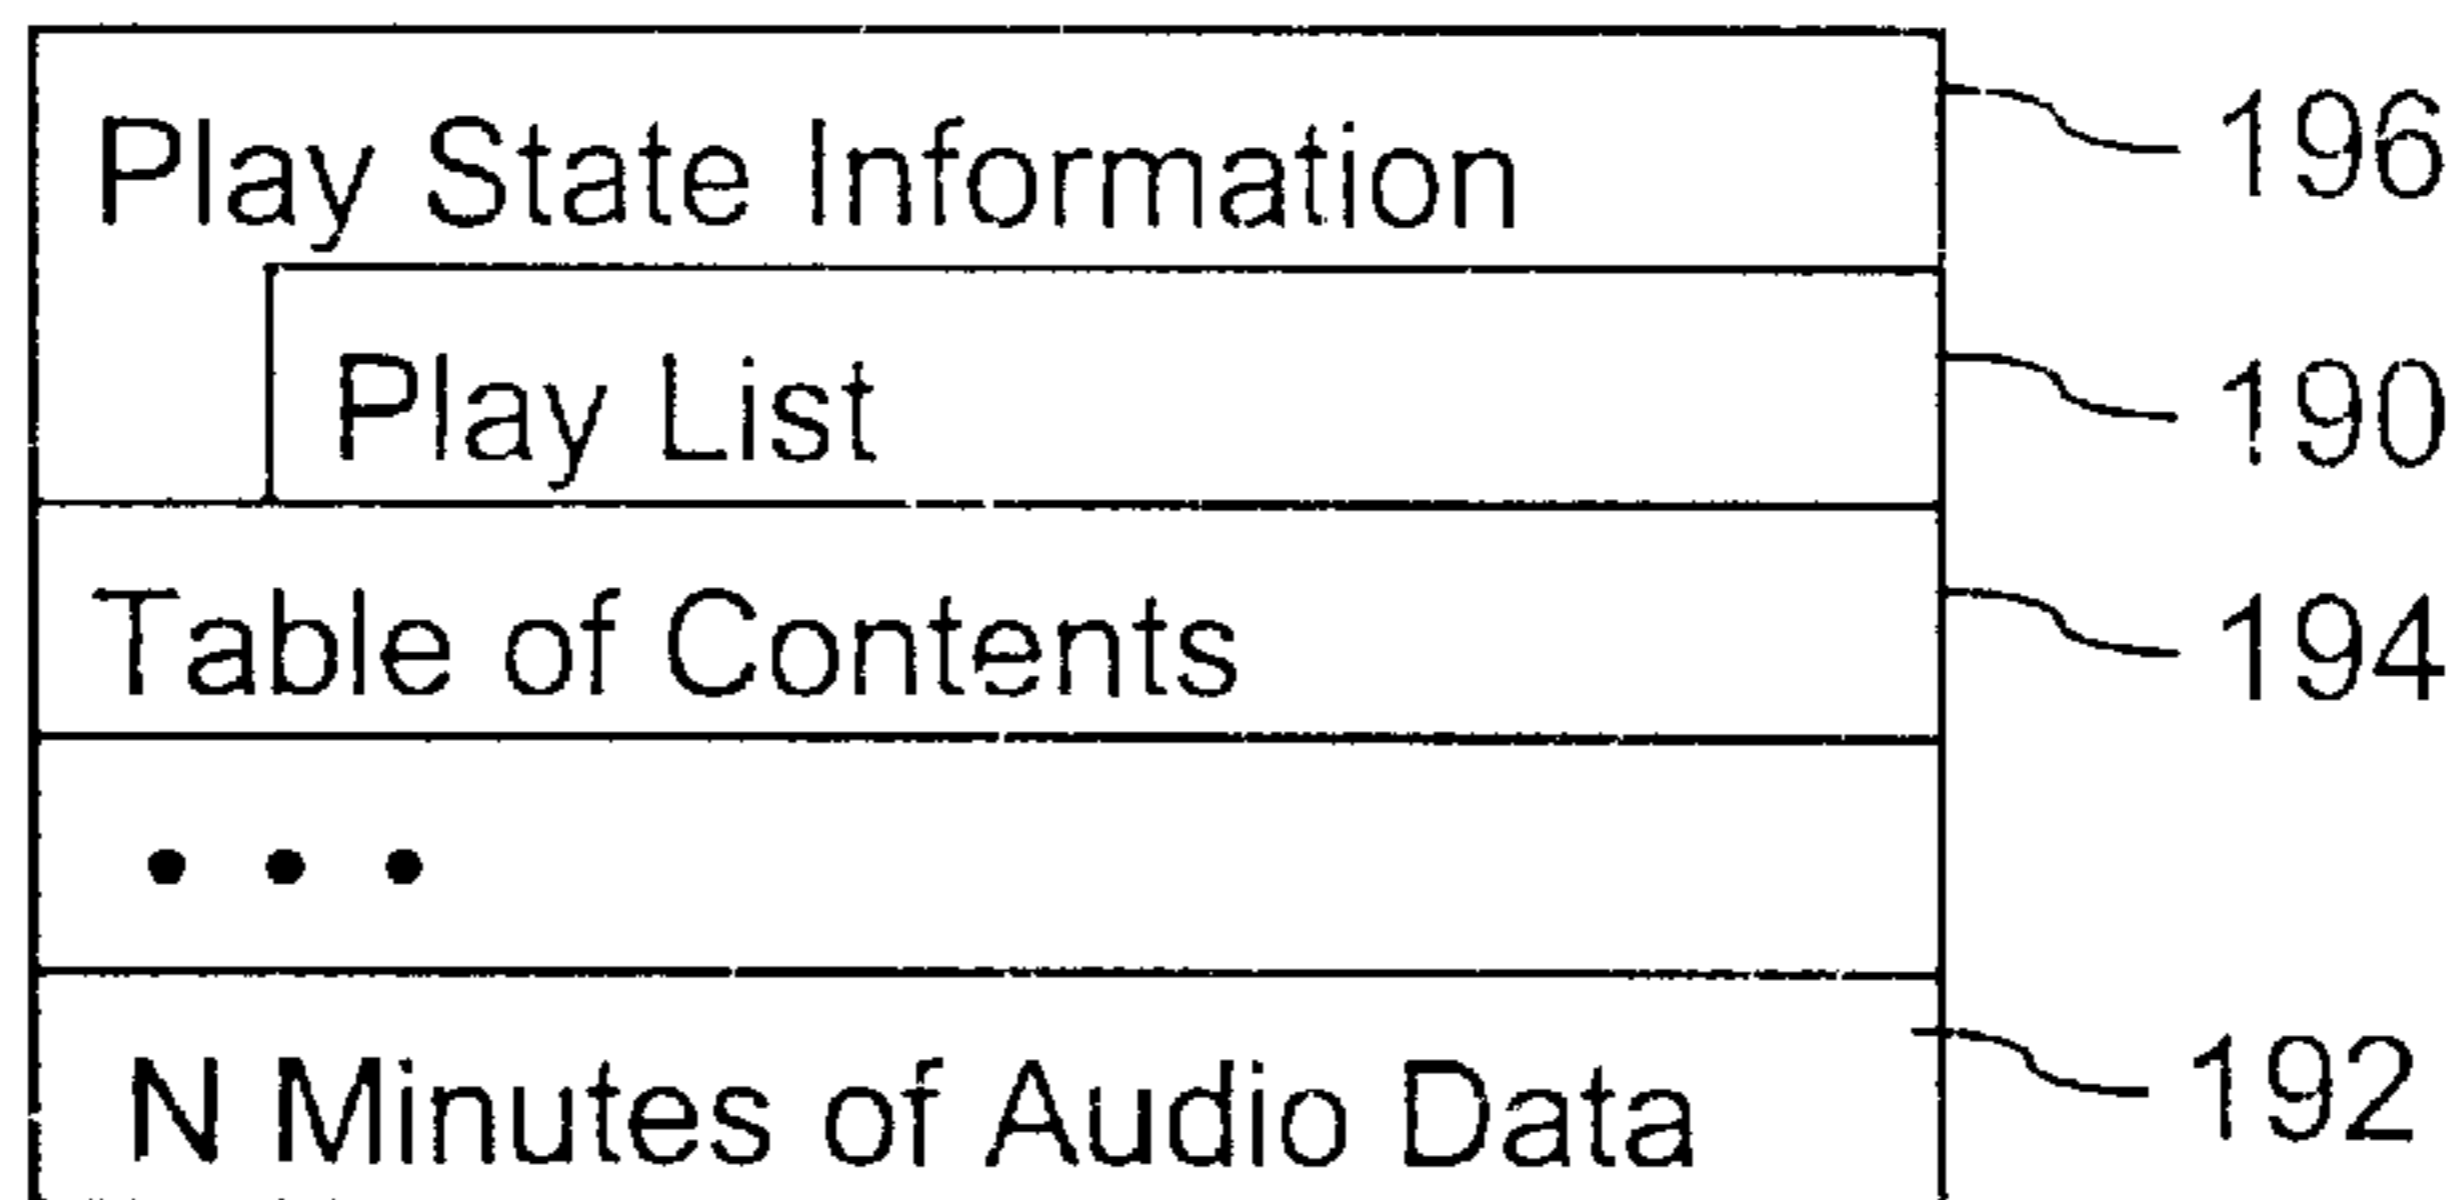 Play State Information 196
Play List 190
Table of Contents 194
• • •
N Minutes of Audio Data 192